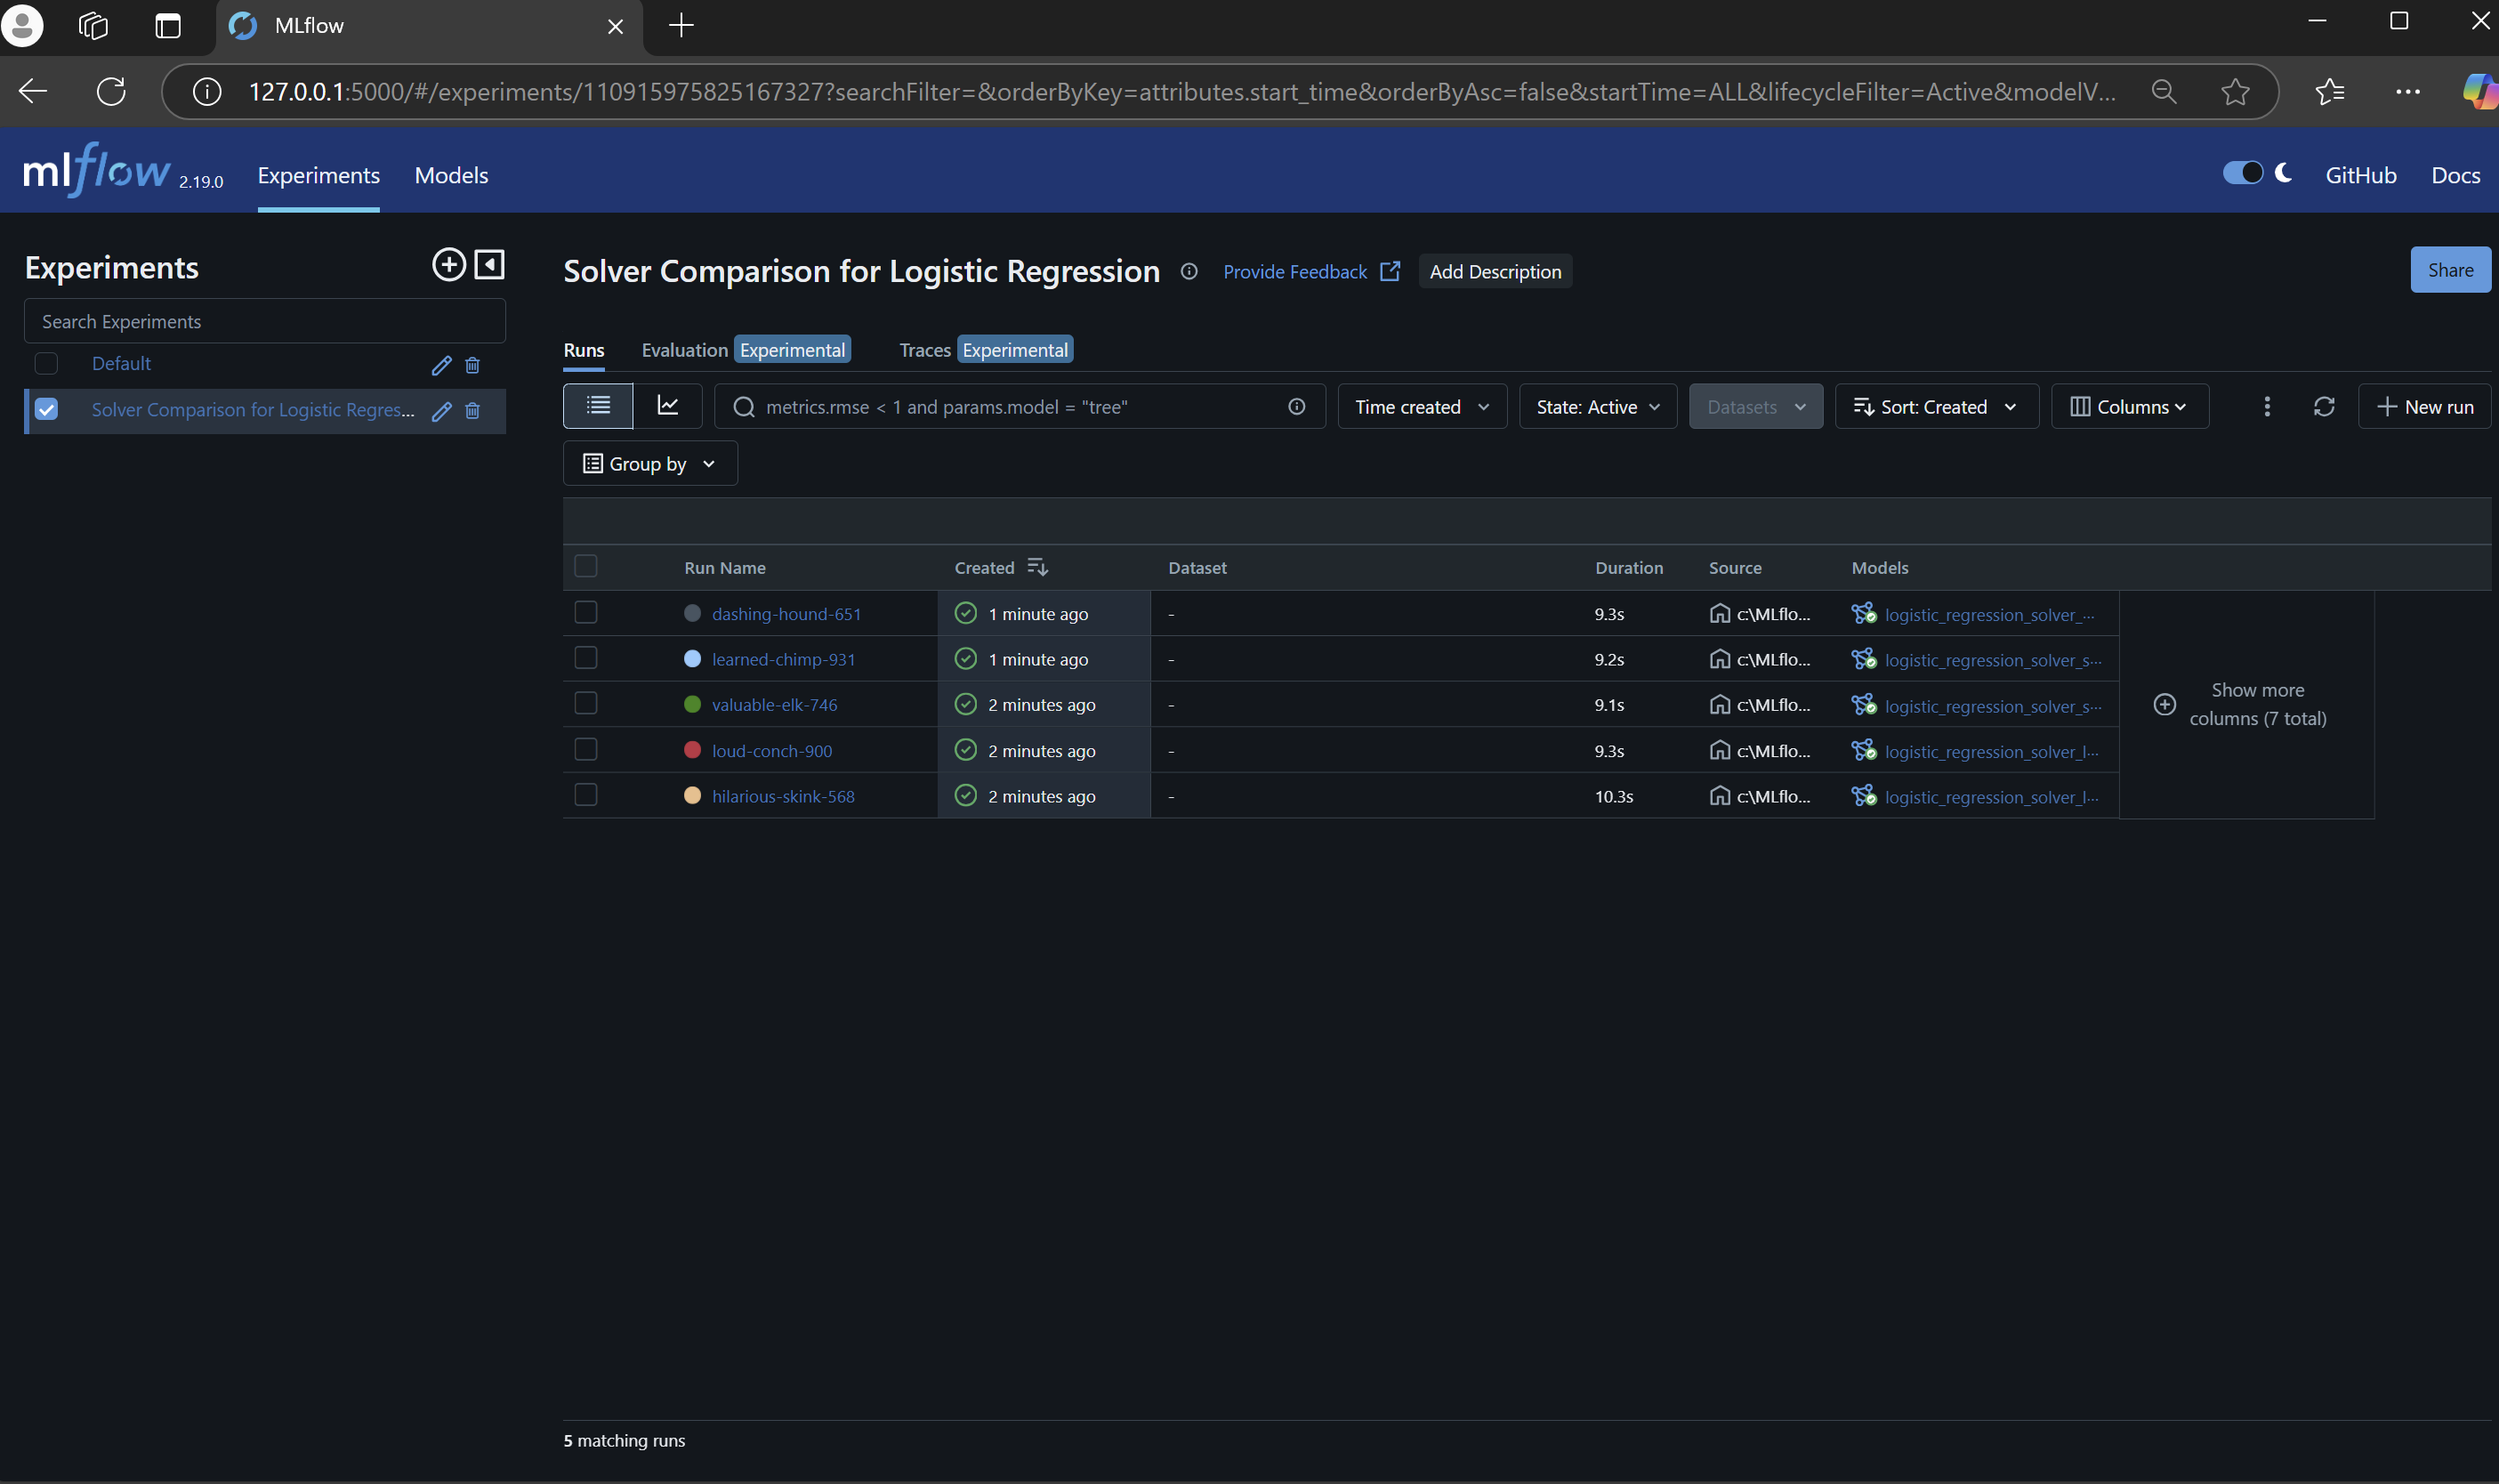 MLflow
127.0.0.1:5000/#/experiments/110915975825167327?searchFilter=&orderByKey=attributes.start_time&orderByAsc=false&startTime=ALL&lifecycleFilter=Active&modelV...
mlflow 2.19.0 Experiments Models GitHub Docs
Experiments
Search Experiments
Default
Solver Comparison for Logistic Regres...
Solver Comparison for Logistic Regression Provide Feedback Add Description Share
Runs Evaluation Experimental Traces Experimental
metrics.rmse < 1 and params.model = "tree" Time created State: Active Datasets Sort: Created Columns New run
Group by
Run Name Created Dataset Duration Source Models
dashing-hound-651 1 minute ago - 9.3s c:\MLflo... logistic_regression_solver_...
learned-chimp-931 1 minute ago - 9.2s c:\MLflo... logistic_regression_solver_s...
valuable-elk-746 2 minutes ago - 9.1s c:\MLflo... logistic_regression_solver_s...
loud-conch-900 2 minutes ago - 9.3s c:\MLflo... logistic_regression_solver_l...
hilarious-skink-568 2 minutes ago - 10.3s c:\MLflo... logistic_regression_solver_l...
Show more
columns (7 total)
5 matching runs